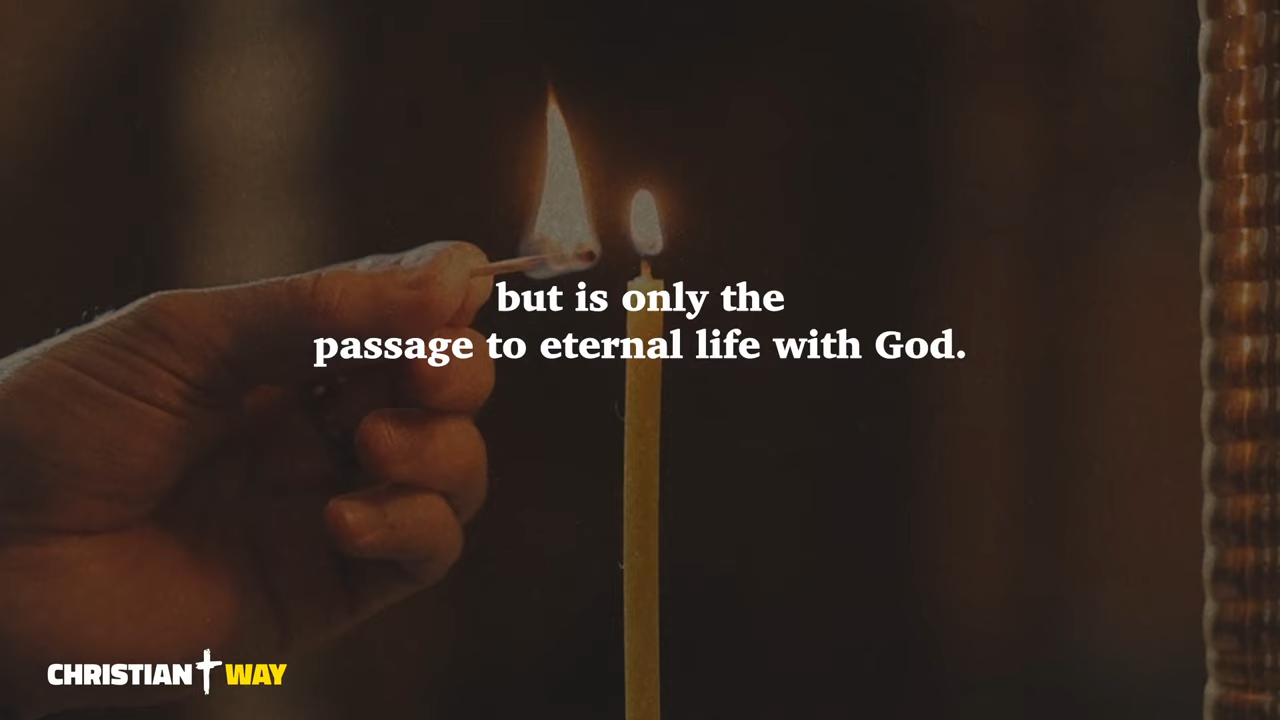 but is only the
passage to eternal life with God.
CHRISTIAN WAY